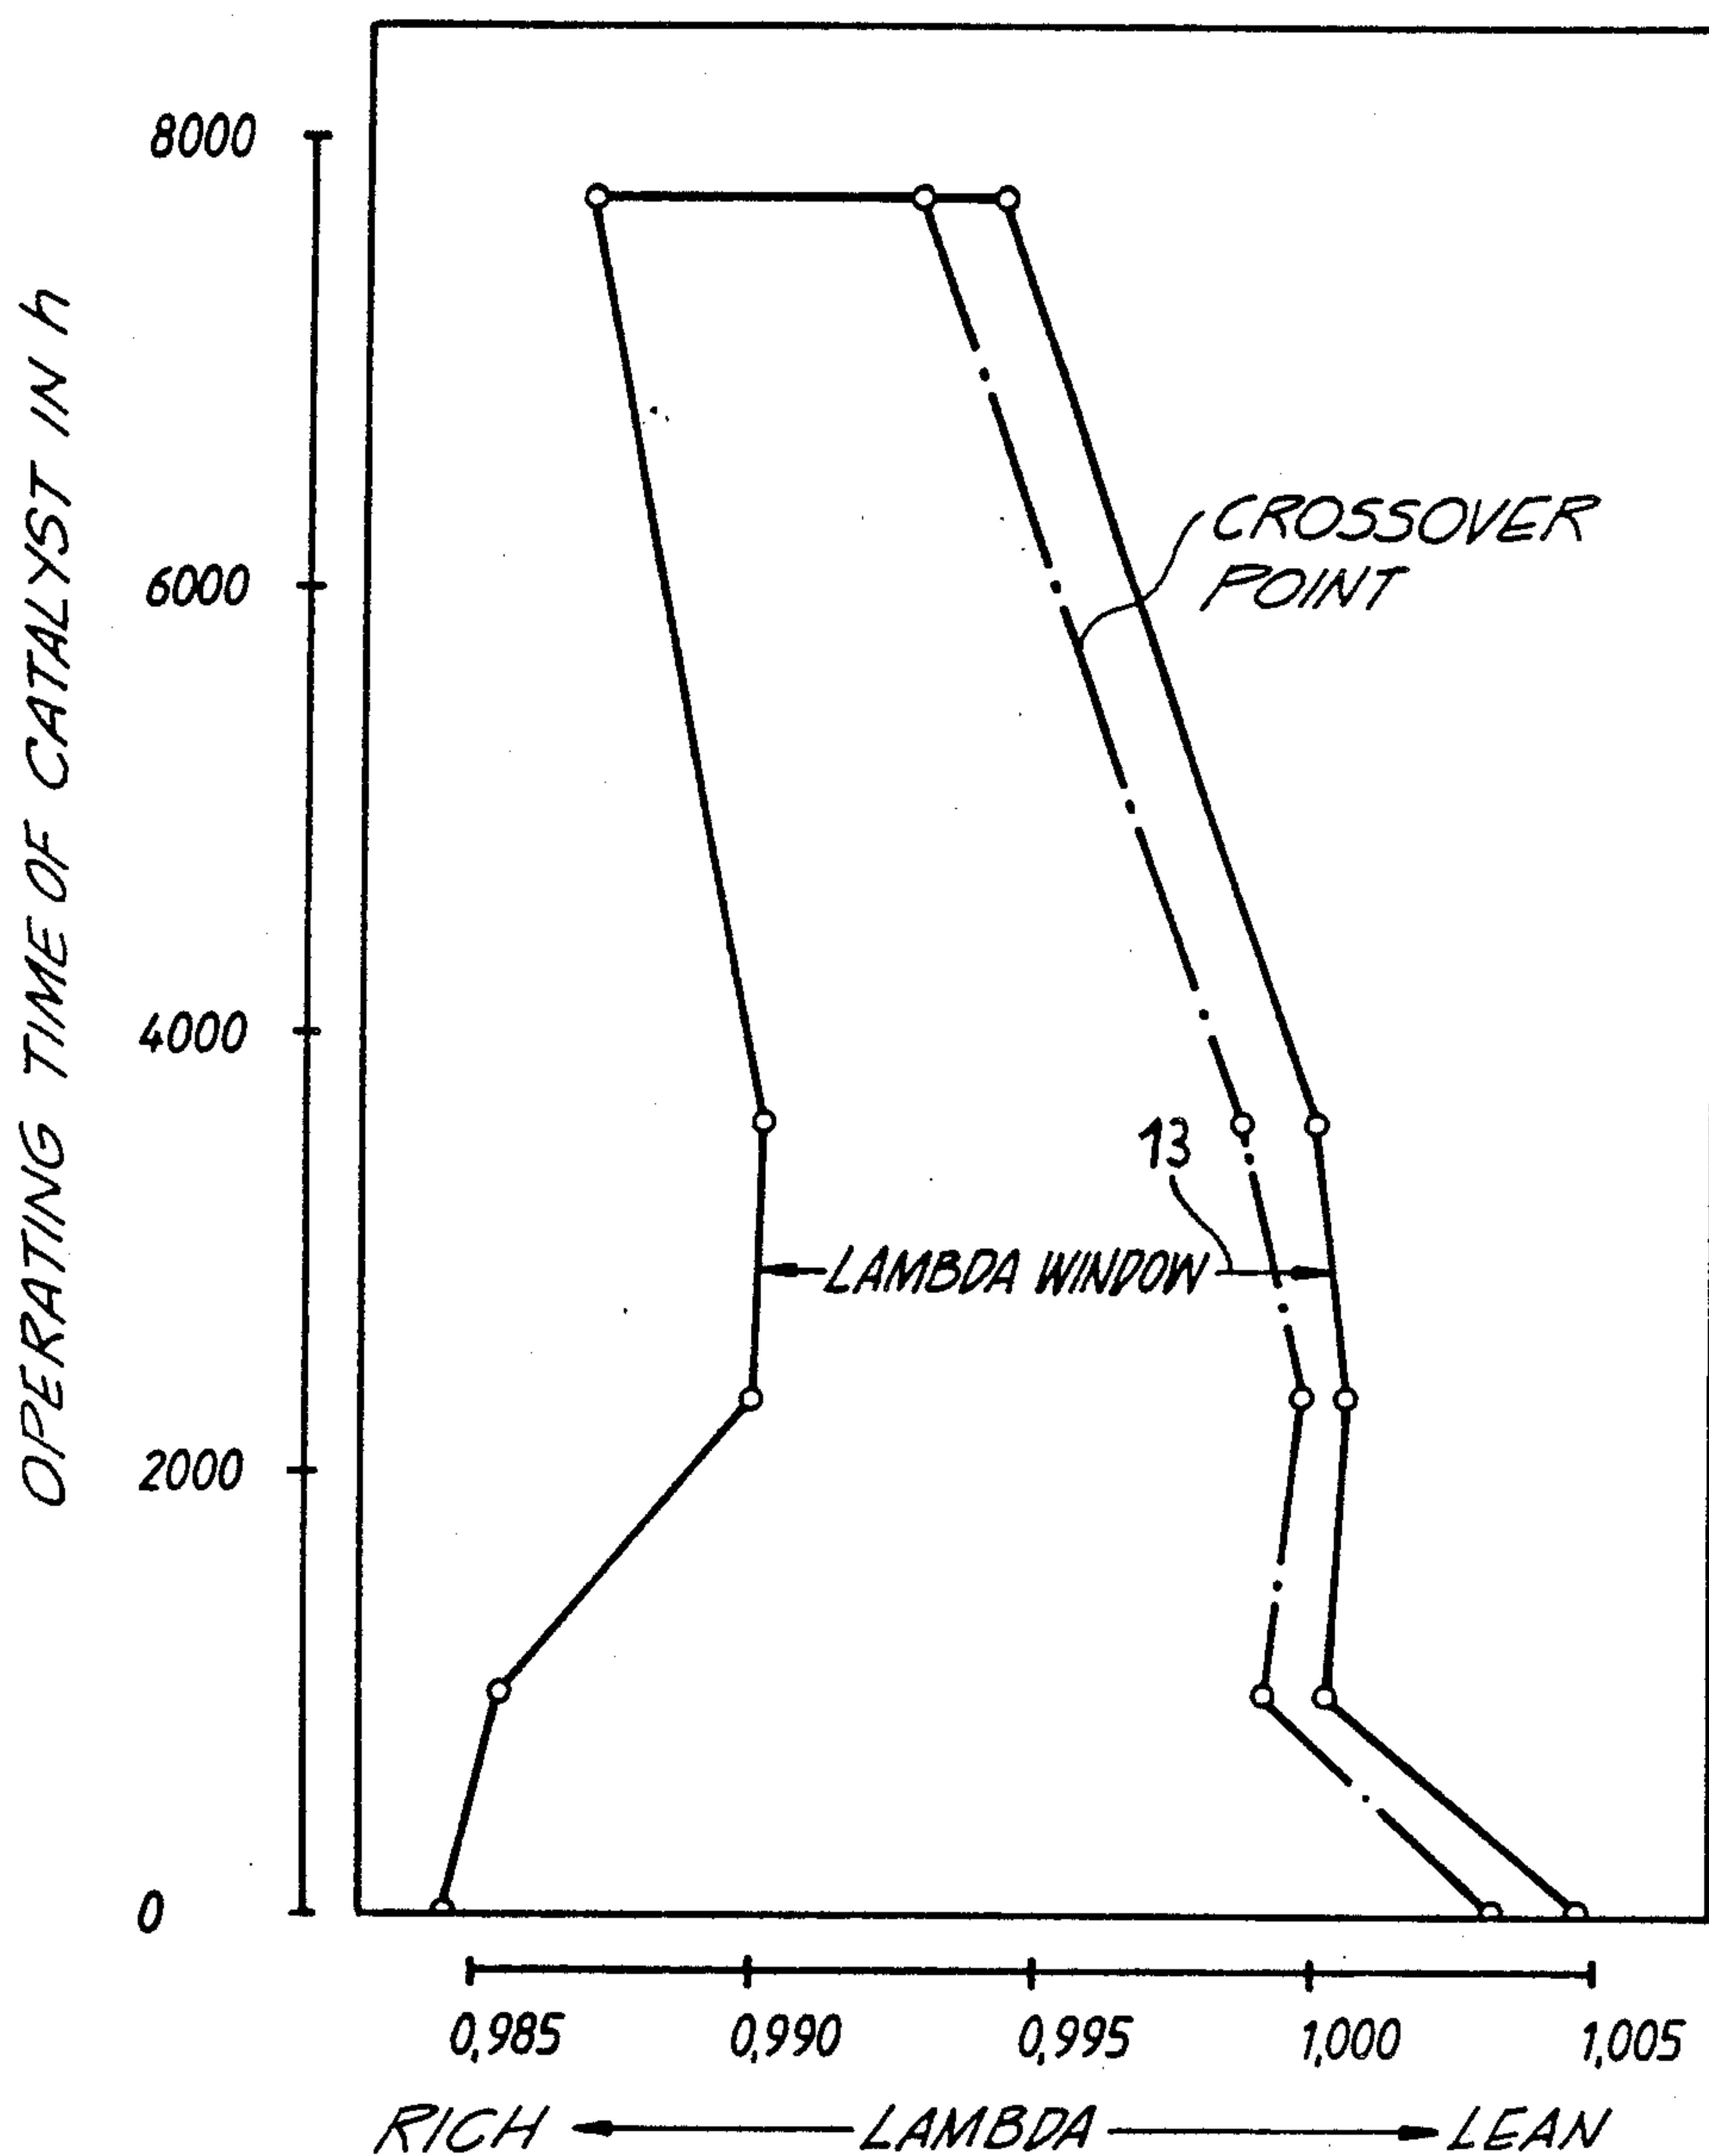 OPERATING TIME OF CATALYST IN h
8000
6000
4000
2000
0
CROSSOVER
POINT
13
LAMBDA WINDOW
0,985 0,990 0,995 1,000 1,005
RICH LAMBDA LEAN